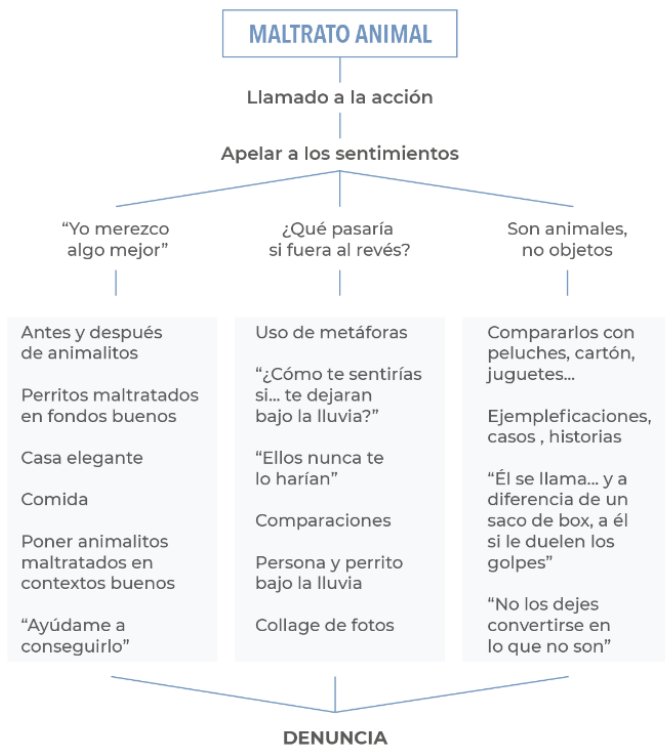 MALTRATO ANIMAL
Llamado a la acción
Apelar a los sentimientos
“Yo merezco
algo mejor”
¿Qué pasaría
si fuera al revés?
Son animales,
no objetos
Antes y después
de animalitos
Perritos maltratados
en fondos buenos
Casa elegante
Comida
Poner animalitos
maltratados en
contextos buenos
“Ayúdame a
conseguirlo”
Uso de metáforas
“¿Cómo te sentirías
si... te dejaran
bajo la lluvia?”
“Ellos nunca te
lo harían”
Comparaciones
Persona y perrito
bajo la lluvia
Collage de fotos
Compararlos con
peluches, cartón,
juguetes...
Ejempleficaciones,
casos , historias
“Él se llama... y a
diferencia de un
saco de box, a él
si le duelen los
golpes”
“No los dejes
convertirse en
lo que no son”
DENUNCIA